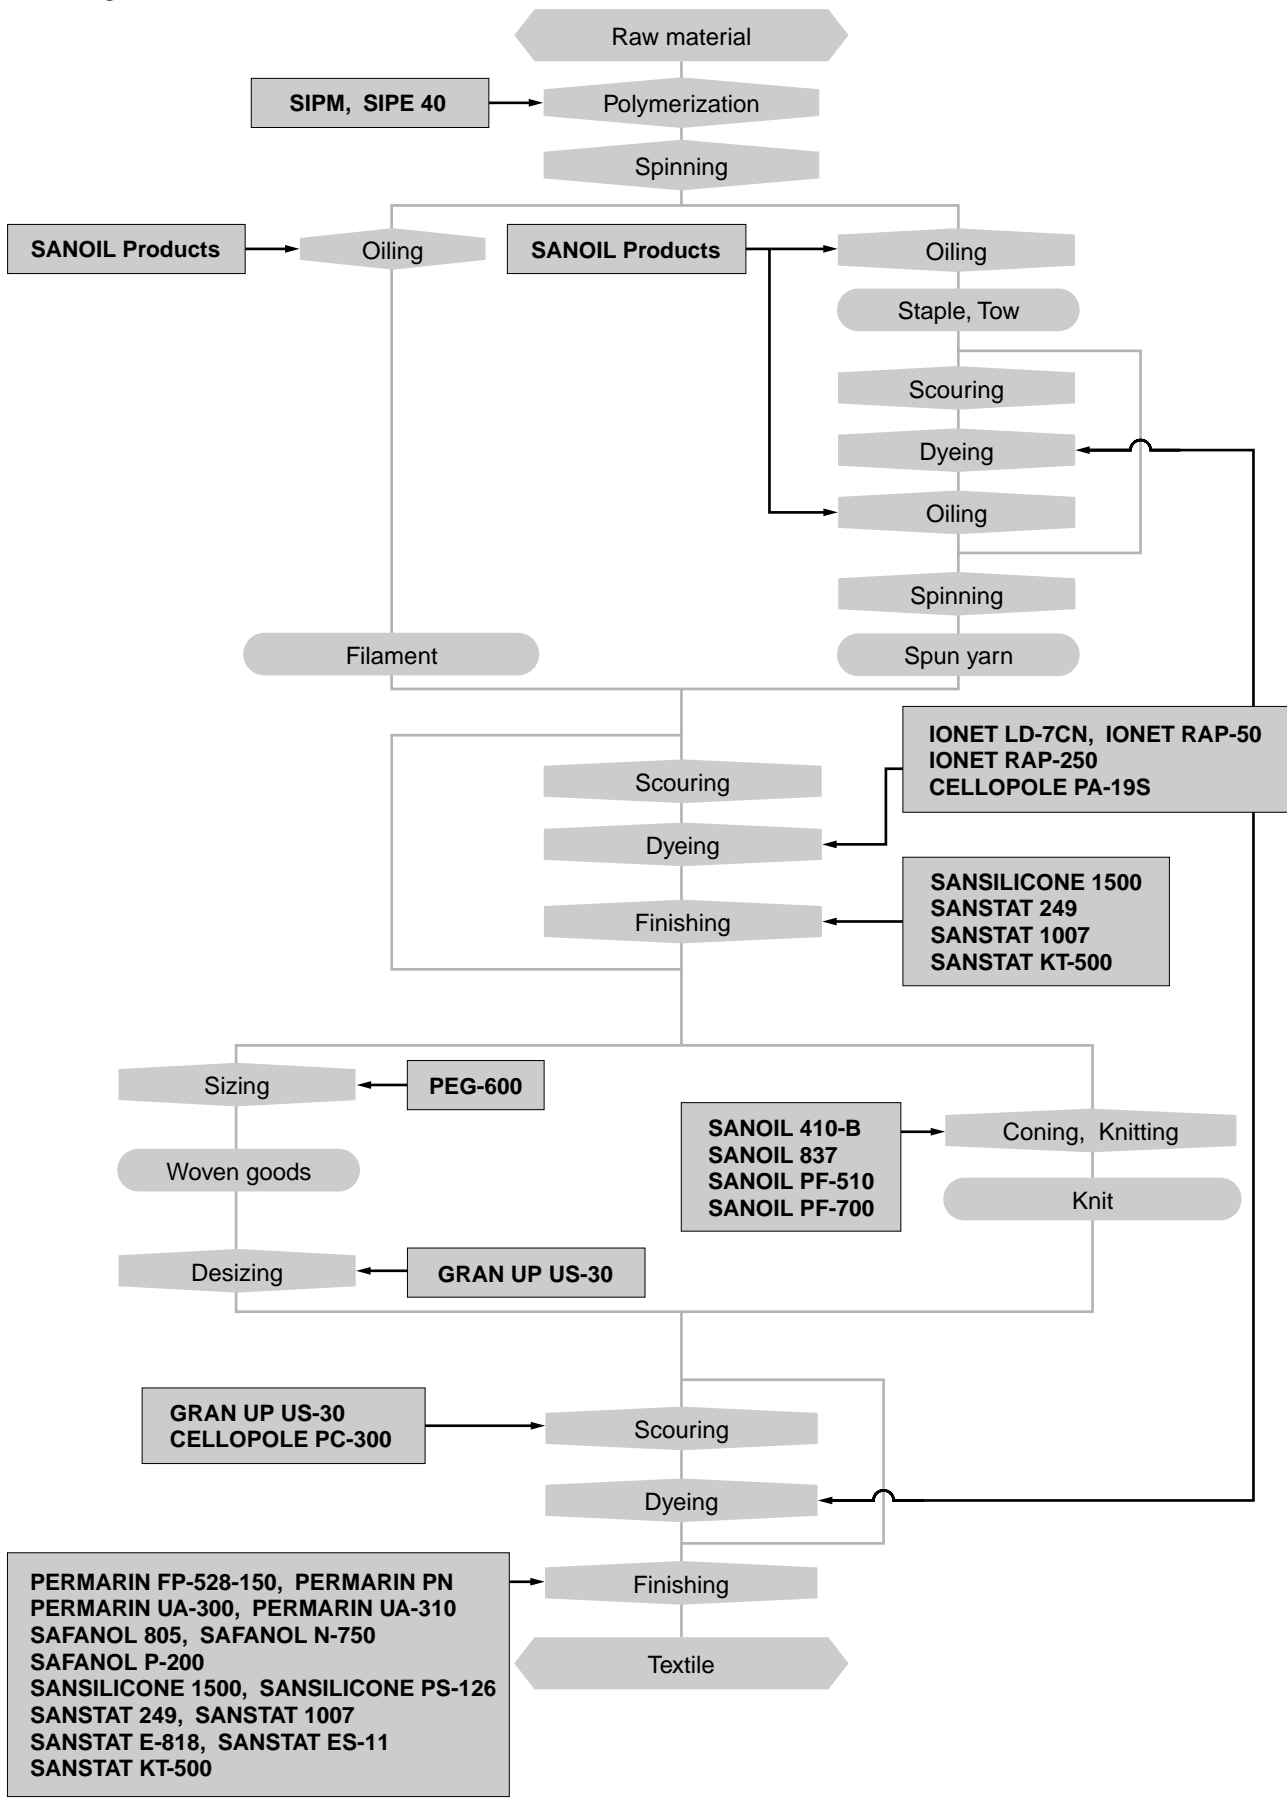 Raw material
SIPM, SIPE 40
Polymerization
Spinning
SANOIL Products
Oiling
SANOIL Products
Oiling
Staple, Tow
Scouring
Dyeing
Oiling
Spinning
Filament
Spun yarn
IONET LD-7CN, IONET RAP-50
IONET RAP-250
CELLOPOLE PA-19S
Scouring
Dyeing
SANSILICONE 1500
SANSTAT 249
SANSTAT 1007
SANSTAT KT-500
Finishing
Sizing
PEG-600
SANOIL 410-B
SANOIL 837
SANOIL PF-510
SANOIL PF-700
Coning, Knitting
Woven goods
Knit
Desizing
GRAN UP US-30
GRAN UP US-30
CELLOPOLE PC-300
Scouring
Dyeing
PERMARIN FP-528-150, PERMARIN PN
PERMARIN UA-300, PERMARIN UA-310
SAFANOL 805, SAFANOL N-750
SAFANOL P-200
SANSILICONE 1500, SANSILICONE PS-126
SANSTAT 249, SANSTAT 1007
SANSTAT E-818, SANSTAT ES-11
SANSTAT KT-500
Finishing
Textile